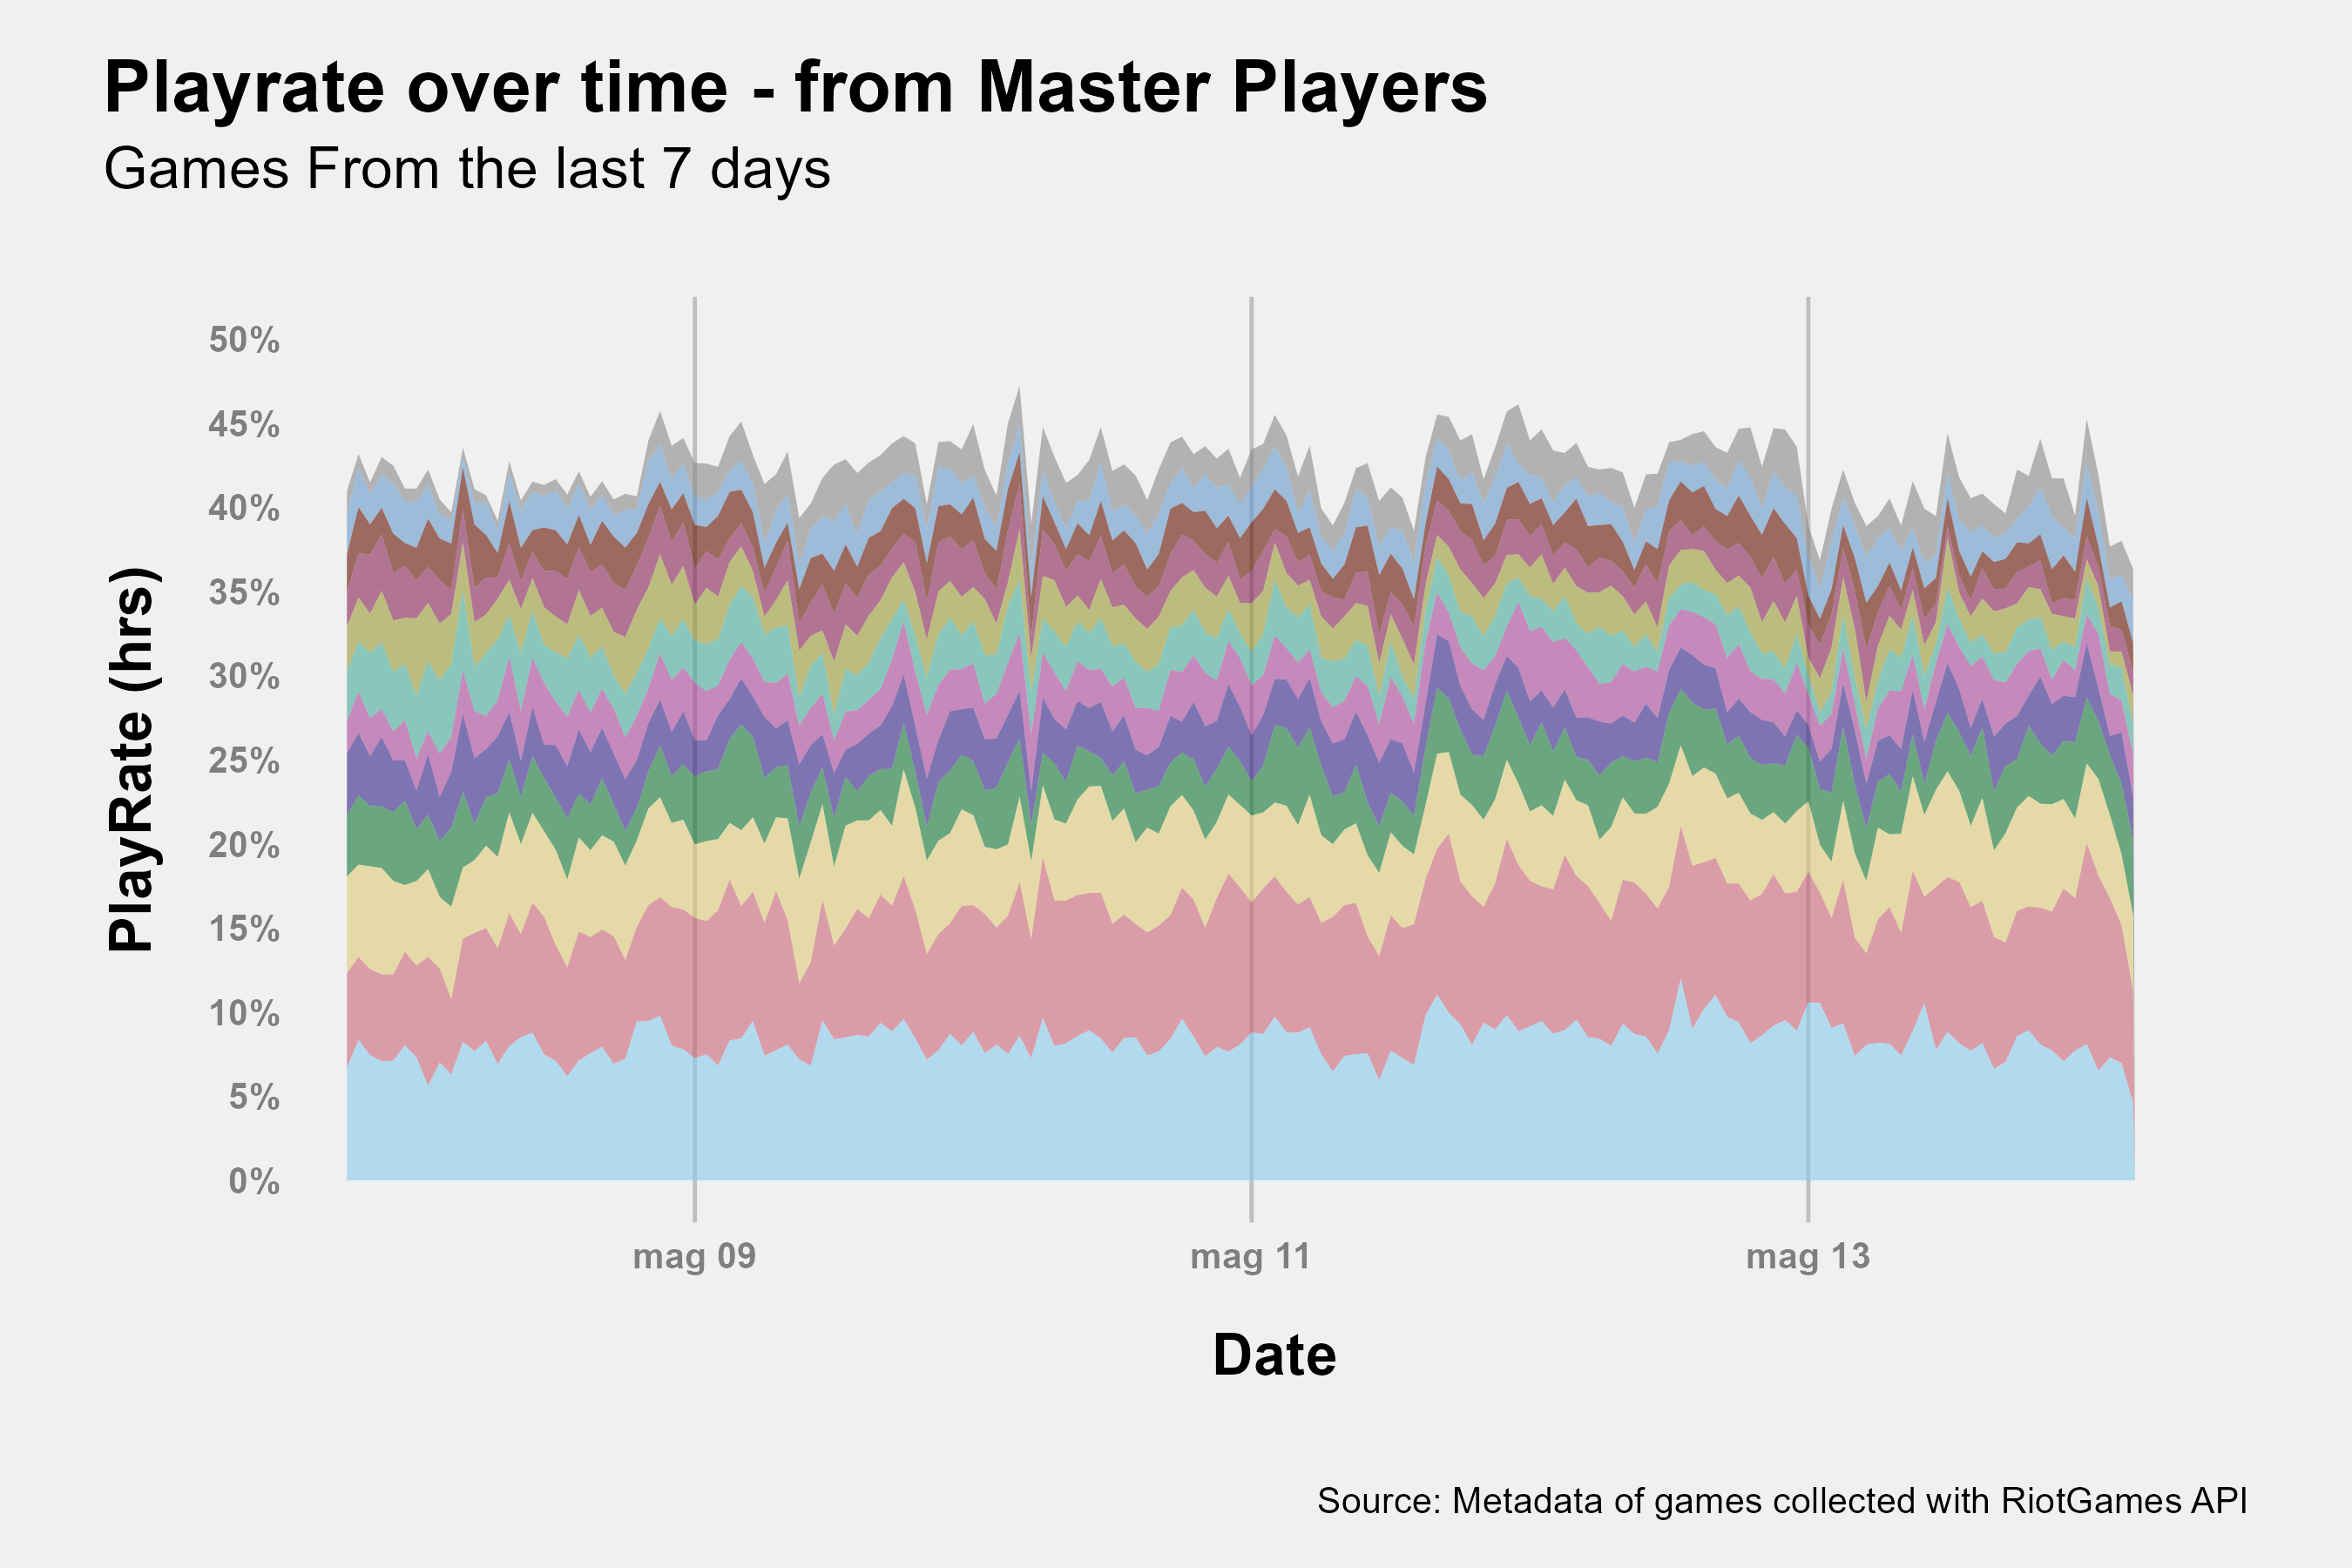 Playrate over time - from Master Players
Games From the last 7 days
50%
45%
40%
35%
30%
25%
20%
15%
10%
5%
0%
PlayRate (hrs)
mag 09
mag 11
mag 13
Date
Source: Metadata of games collected with RiotGames API